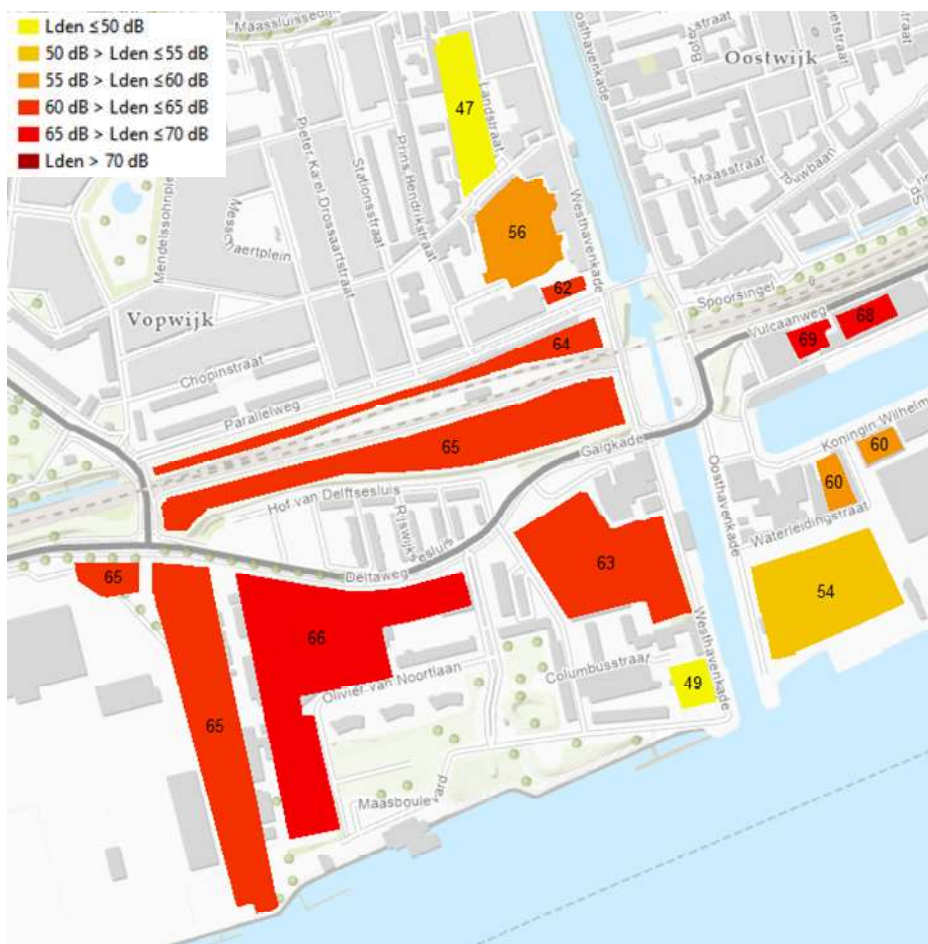 Lden ≤50 dB
50 dB > Lden ≤55 dB
55 dB > Lden ≤60 dB
60 dB > Lden ≤65 dB
65 dB > Lden ≤70 dB
Lden > 70 dB
Maassluissedij
Oosthavenkade
Oostwijk
47
Landstraat
Pieter Karel Drossaartstraat
Stationsstraat
Prins Hendrikstraat
Westhavenkade
Maasstraat
Mendelssohnple
56
62
Spoorsingel
Vopwijk
Vulcaanweg
68
69
64
Chopinstraat
Parallelweg
65
Galgkade
Koningin Wilhelm
60
60
Hof van Delftsesluis
Rijswijksesluis
Oosthavenkade
Waterleidingstraat
Deltaweg
65
63
54
66
Westhavenkade
Columbusstraat
Olivier van Noortlaan
49
65
Maasboulevard